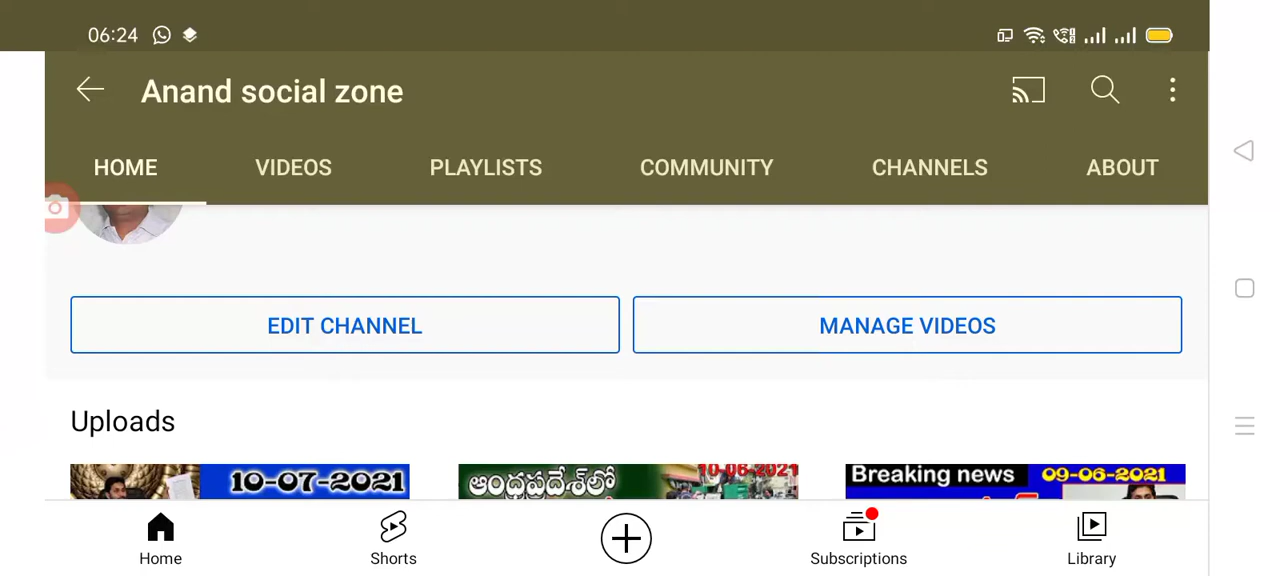 06:24
Anand social zone
HOME VIDEOS PLAYLISTS COMMUNITY CHANNELS ABOUT
EDIT CHANNEL MANAGE VIDEOS
Uploads
10-07-2021 ఆంధ్రప్రదేశ్‌లో 10-06-2021 Breaking news 09-06-2021
Home Shorts Subscriptions Library